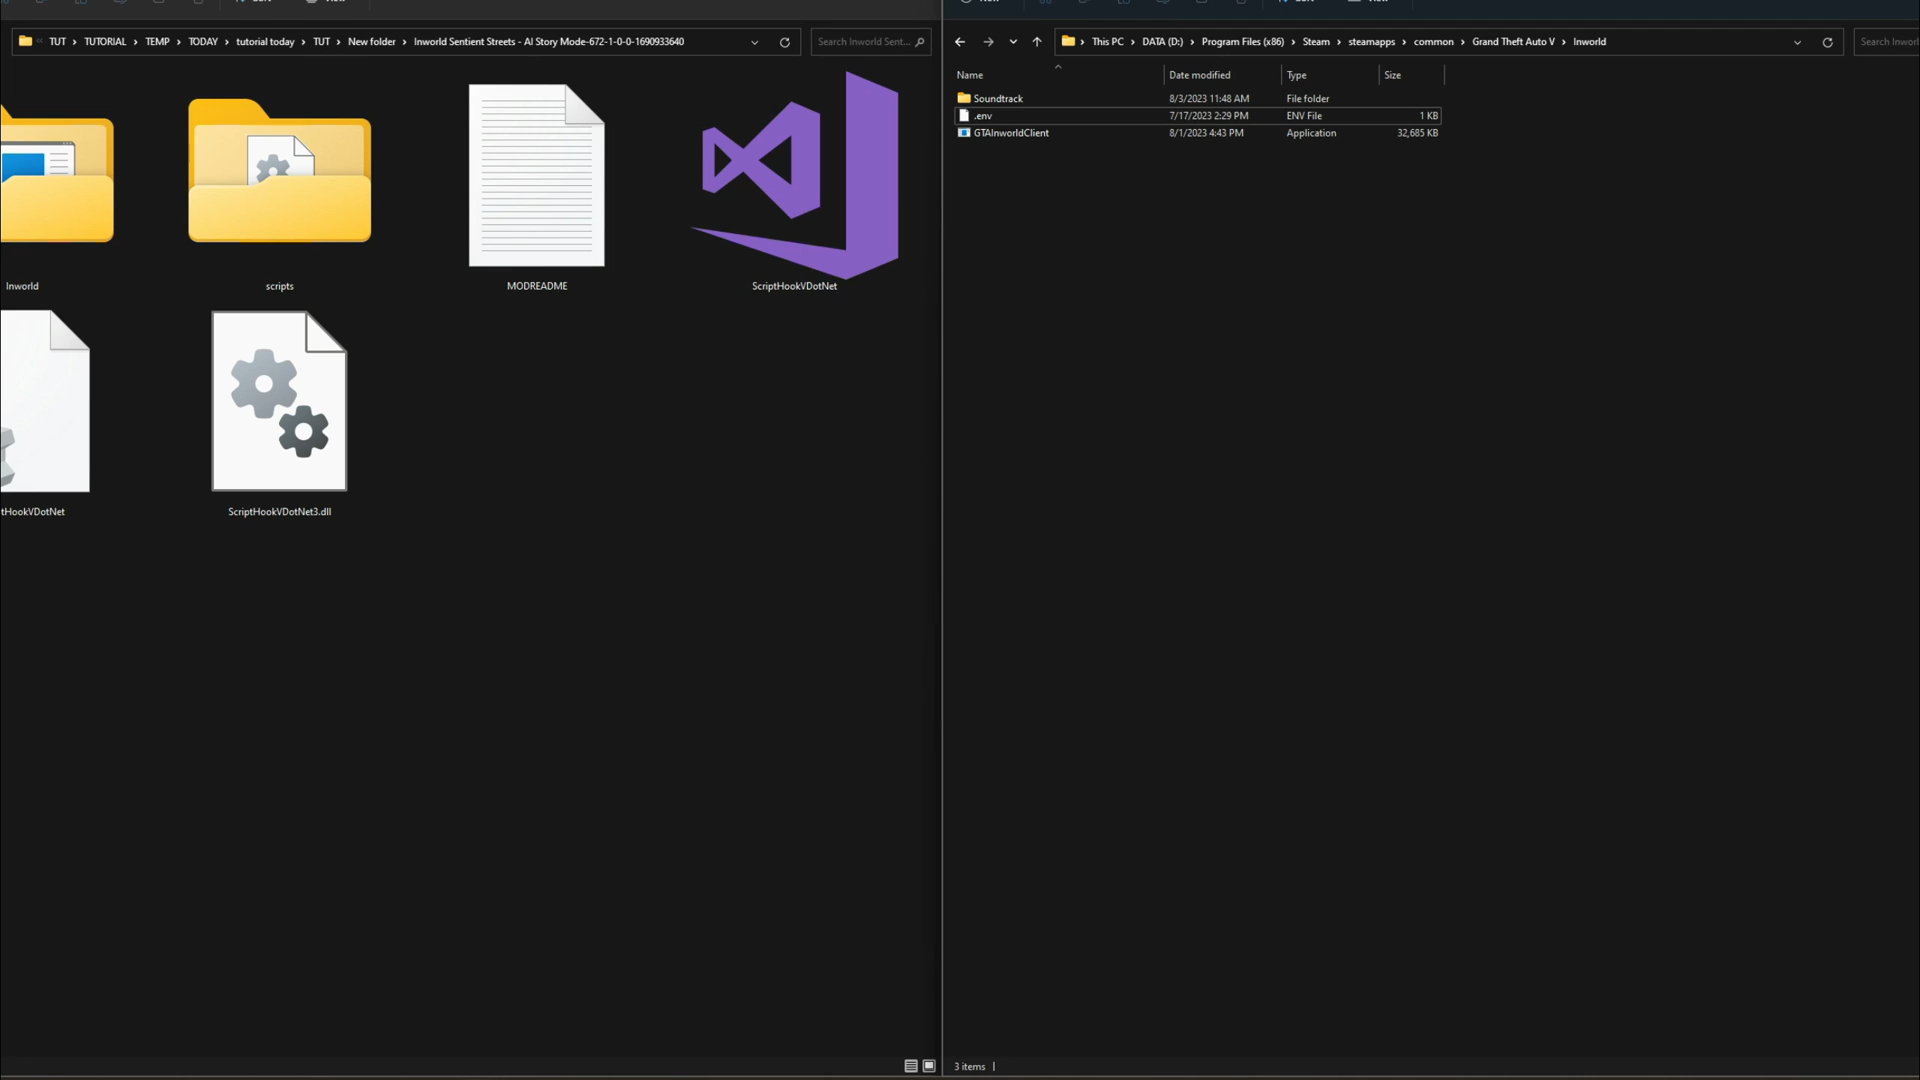 TUT > TUTORIAL > TEMP > TODAY > tutorial today > TUT > New folder > Inworld Sentient Streets - AI Story Mode-672-1-0-0-1690933640
Search Inworld Sent...
Inworld
scripts
MODREADME
ScriptHookVDotNet
tHookVDotNet
ScriptHookVDotNet3.dll
This PC > DATA (D:) > Program Files (x86) > Steam > steamapps > common > Grand Theft Auto V > Inworld
Search Inworl
Name Date modified Type Size
Soundtrack 8/3/2023 11:48 AM File folder
.env 7/17/2023 2:29 PM ENV File 1 KB
GTAInworldClient 8/1/2023 4:43 PM Application 32,685 KB
3 items